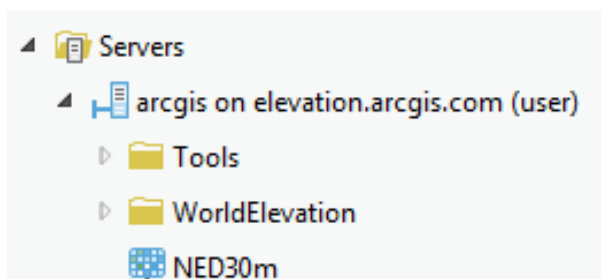 Servers
arcgis on elevation.arcgis.com (user)
Tools
WorldElevation
NED30m